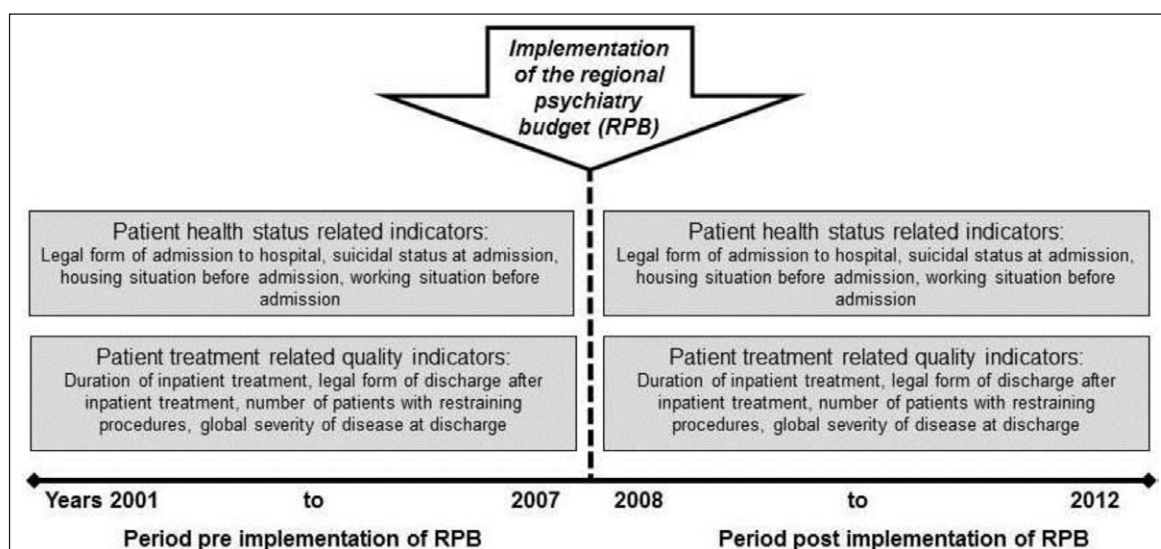 Implementation
of the regional
psychiatry
budget (RPB)
Patient health status related indicators:
Legal form of admission to hospital, suicidal status at admission,
housing situation before admission, working situation before
admission
Patient health status related indicators:
Legal form of admission to hospital, suicidal status at admission,
housing situation before admission, working situation before
admission
Patient treatment related quality indicators:
Duration of inpatient treatment, legal form of discharge after
inpatient treatment, number of patients with restraining
procedures, global severity of disease at discharge
Patient treatment related quality indicators:
Duration of inpatient treatment, legal form of discharge after
inpatient treatment, number of patients with restraining
procedures, global severity of disease at discharge
Years 2001 to 2007 2008 to 2012
Period pre implementation of RPB Period post implementation of RPB